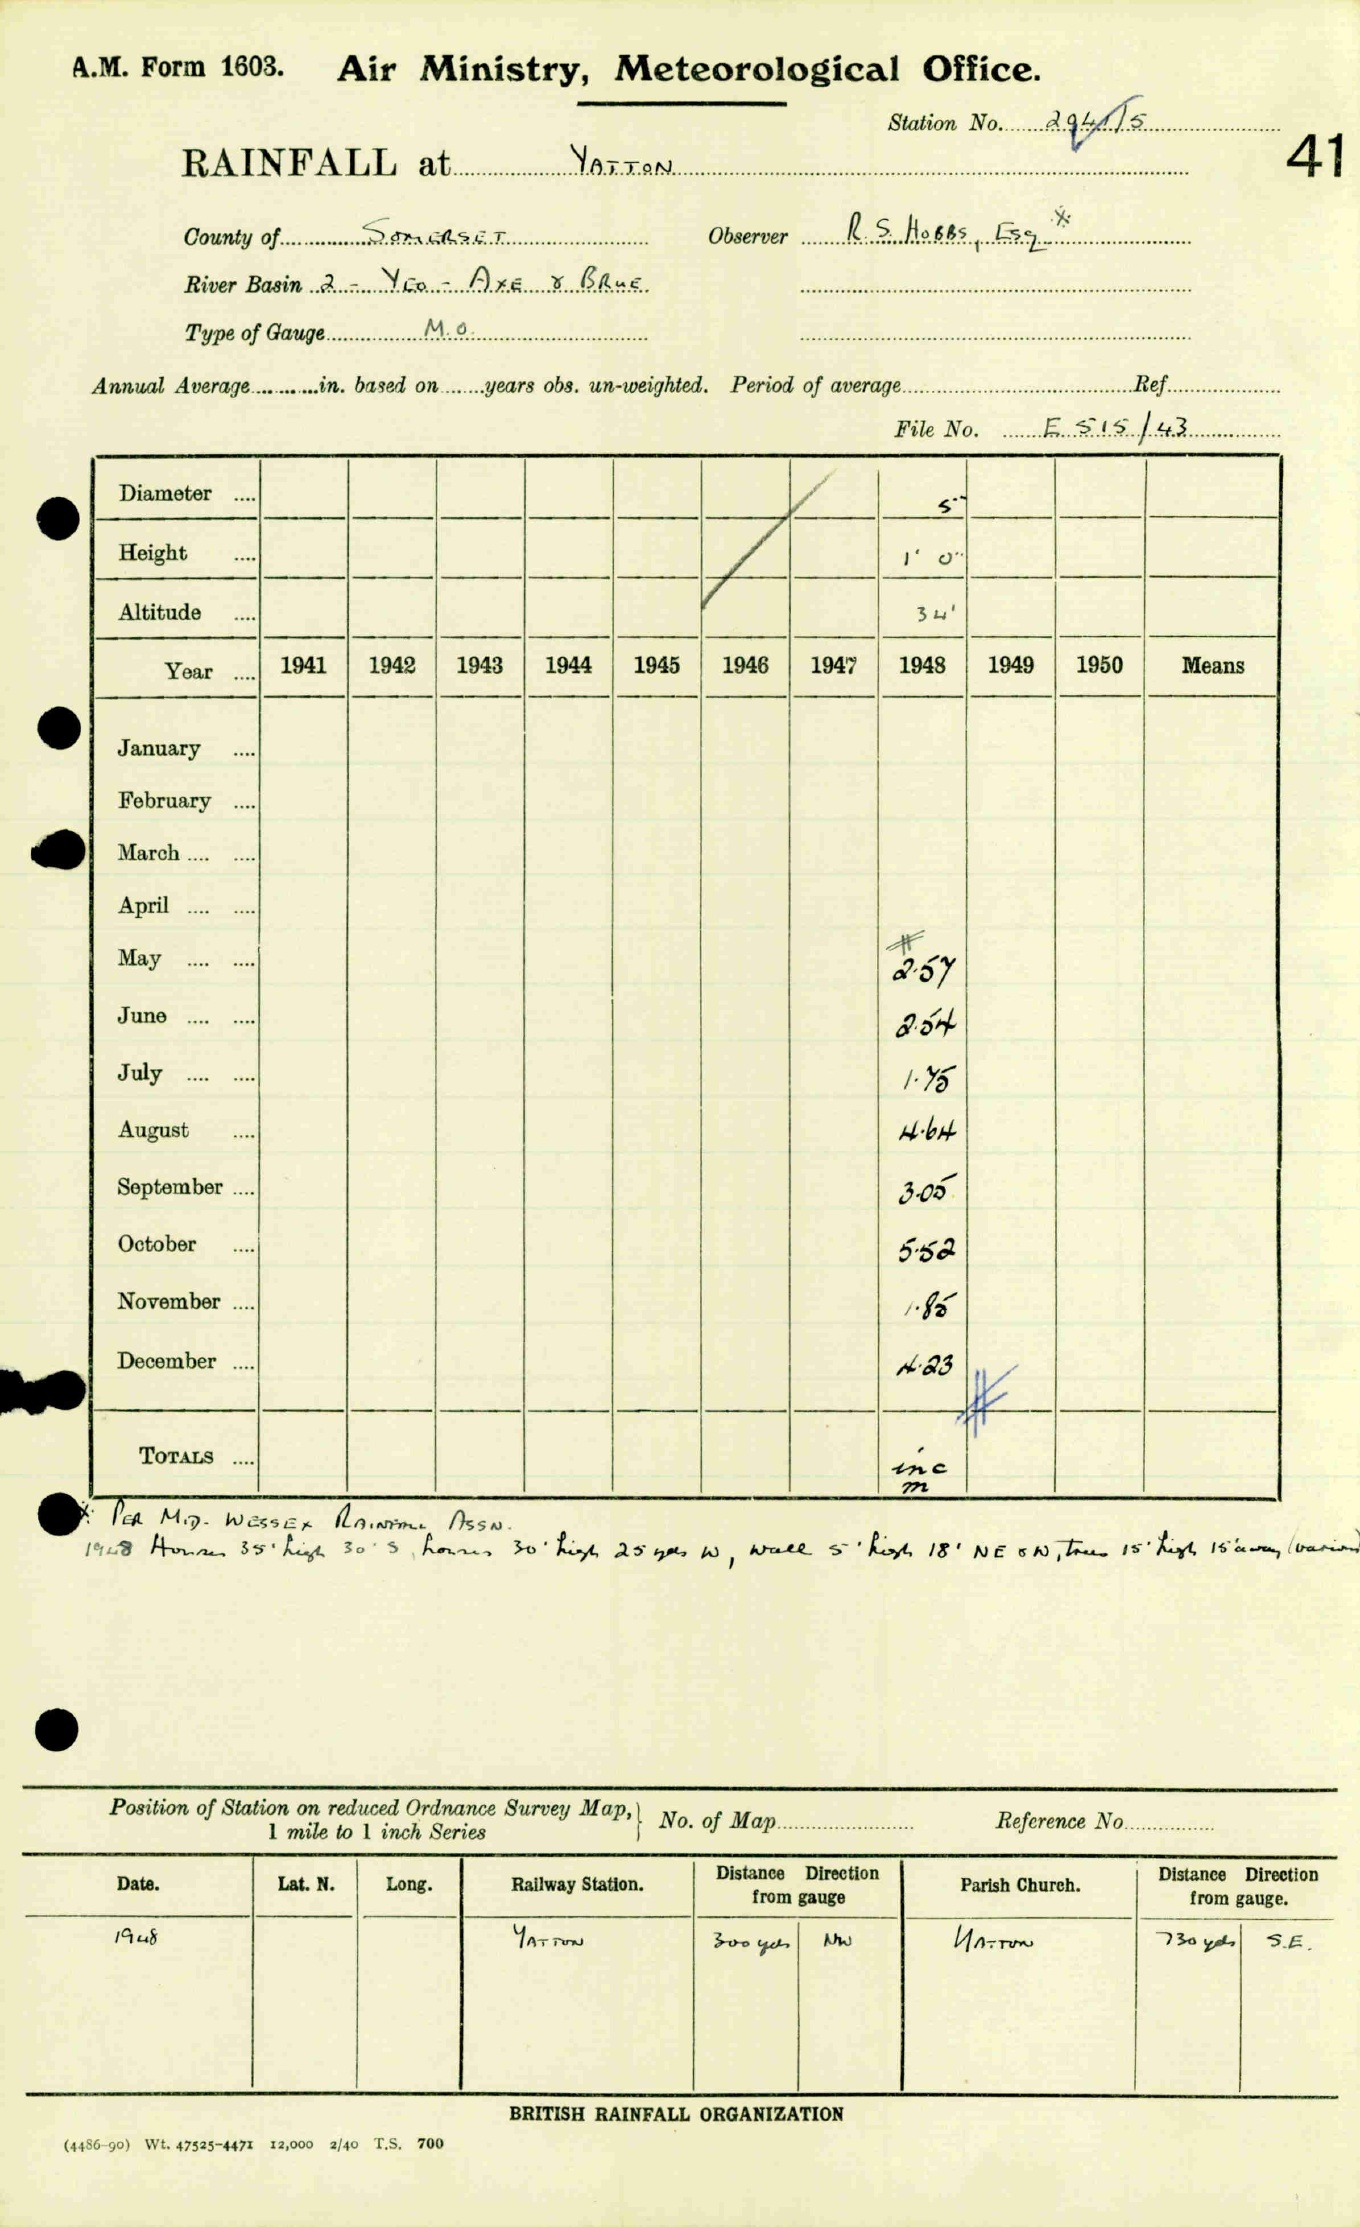 A.M. Form 1603. Air Ministry, Meteorological Office.
Station No. 2941/5
41
RAINFALL at YATTON
County of SOMERSET Observer R.S. HOBBS, ESQ *
River Basin 2 - YEO - AXE & BRUE
Type of Gauge M.O.
Annual Average in. based on years obs. un-weighted. Period of average Ref.
File No. E 515/43
Diameter .... 5"
Height .... 1' 0"
Altitude .... 34'
Year .... 1941 1942 1943 1944 1945 1946 1947 1948 1949 1950 Means
January ....
February ....
March .... ....
April .... ....
May .... .... 2.57
June .... .... 2.54
July .... .... 1.75
August .... 4.64
September .... 3.05
October .... 5.52
November .... 1.85
December .... 4.23
TOTALS .... inc
m
* PER MID. WESSEX RAINFALL ASSN.
1948 Houses 35' high 30' S, houses 30' high 25 yds W, wall 5' high 18' NE & N, trees 15' high 15' away (various
Position of Station on reduced Ordnance Survey Map, } No. of Map Reference No.
1 mile to 1 inch Series
Date. Lat. N. Long. Railway Station. Distance Direction from gauge Parish Church. Distance Direction from gauge.
1948 YATTON 300 yds NW YATTON 730 yds S.E.
BRITISH RAINFALL ORGANIZATION
(4486-90) Wt. 47525-4471 12,000 2/40 T.S. 700